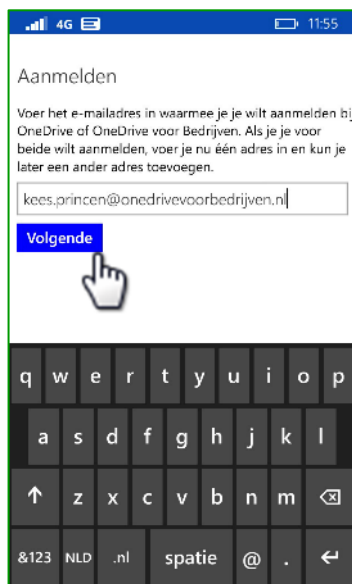 4G 11:55
Aanmelden
Voer het e-mailadres in waarmee je je wilt aanmelden bij
OneDrive of OneDrive voor Bedrijven. Als je je voor
beide wilt aanmelden, voer je nu één adres in en kun je
later een ander adres toevoegen.
kees.princen@onedrivevoorbedrijven.nl
Volgende
q w e r t y u i o p
a s d f g h j k l
z x c v b n m
&123 NLD .nl spatie @ .